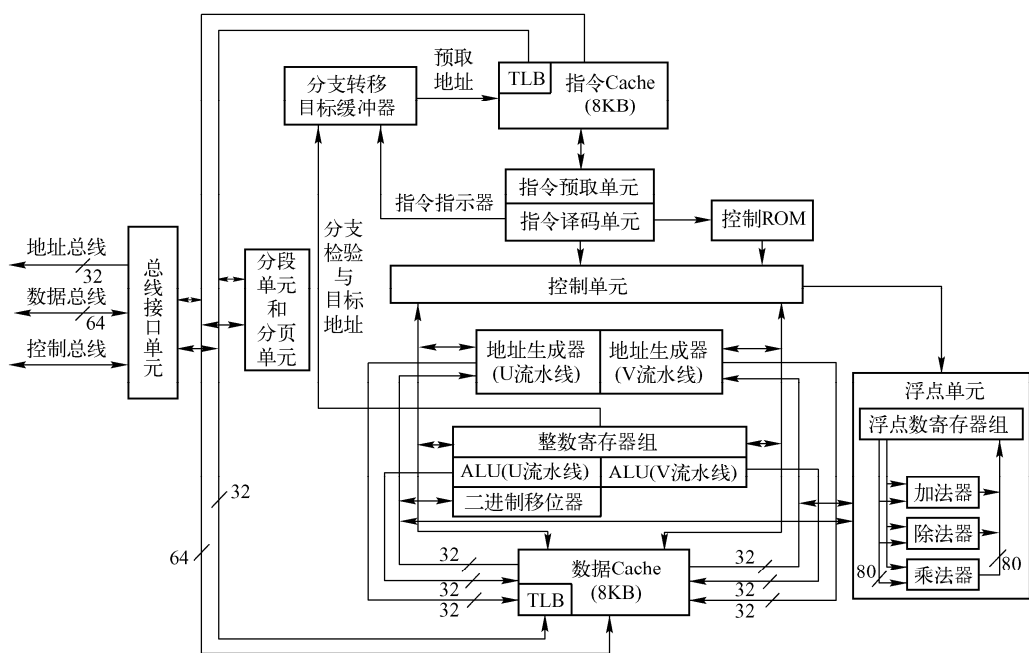 预取
地址
分支转移
目标缓冲器
TLB
指令Cache
(8KB)
指令预取单元
指令指示器
指令译码单元
控制ROM
分支
检验
与
目标
地址
地址总线
32
数据总线
64
控制总线
总线接口单元
分段
单元
和
分页
单元
控制单元
地址生成器
(U流水线)
地址生成器
(V流水线)
浮点单元
浮点数寄存器组
整数寄存器组
ALU(U流水线)
ALU(V流水线)
二进制移位器
加法器
除法器
乘法器
80
80
32
64
数据Cache
(8KB)
TLB
32
32
32
32
32
32